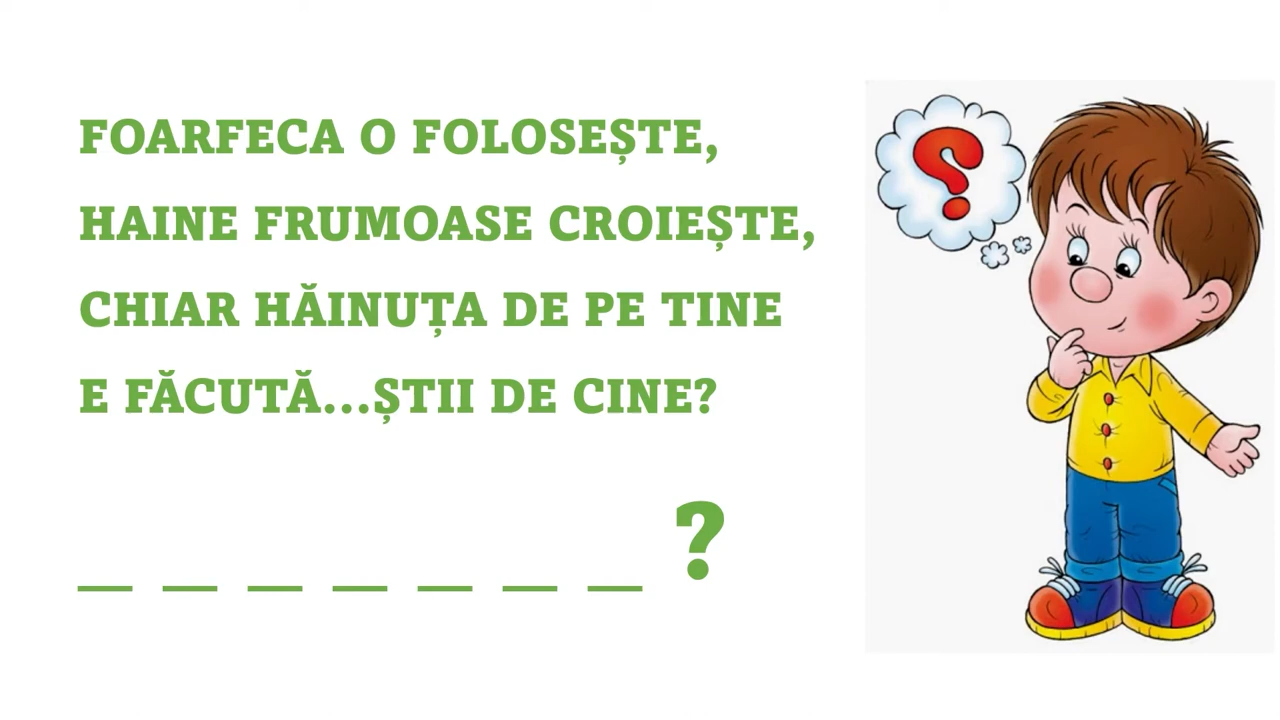 FOARFECA O FOLOSEȘTE,
HAINE FRUMOASE CROIEȘTE,
CHIAR HĂINUȚA DE PE TINE
E FĂCUTĂ...ȘTII DE CINE?
_ _ _ _ _ _ _ ?